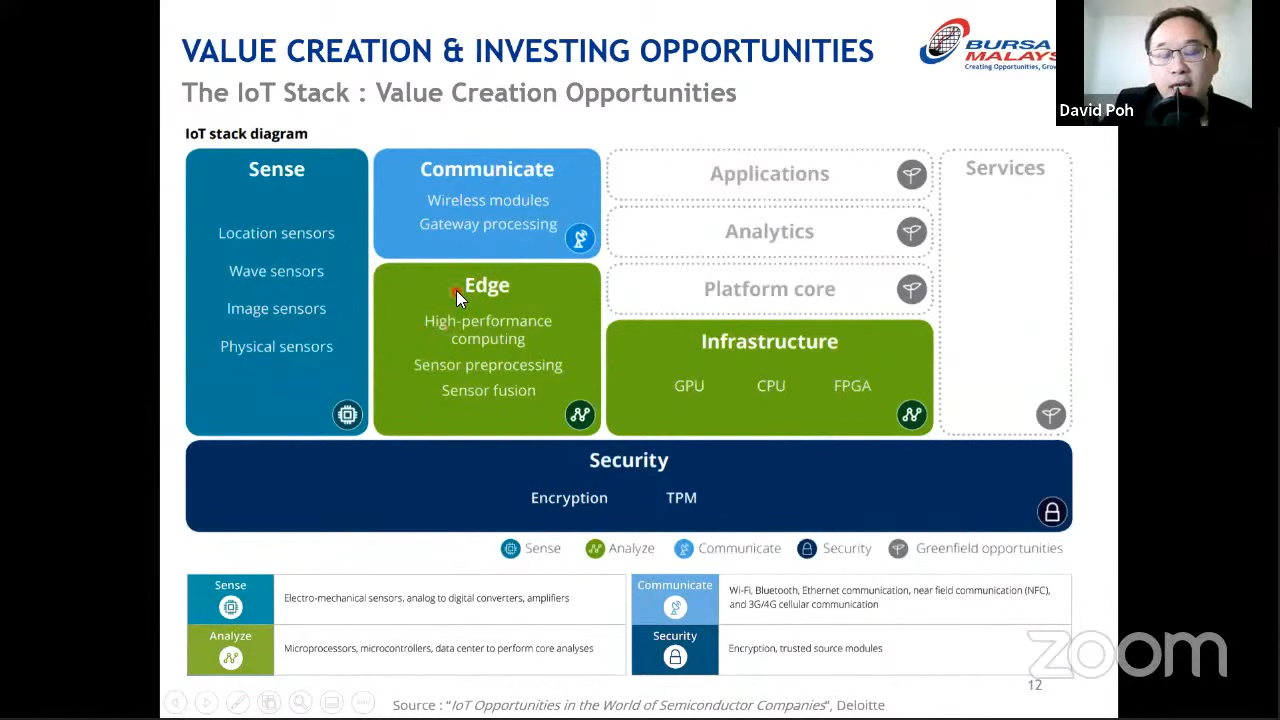 VALUE CREATION & INVESTING OPPORTUNITIES
The IoT Stack : Value Creation Opportunities
BURSA
Creating Opportunities,
David Poh
IoT stack diagram
Sense
Location sensors
Wave sensors
Image sensors
Physical sensors
Communicate
Wireless modules
Gateway processing
Edge
High-performance
computing
Sensor preprocessing
Sensor fusion
Applications
Analytics
Platform core
Infrastructure
GPU CPU FPGA
Services
Security
Encryption TPM
Sense Analyze Communicate Security Greenfield opportunities
Sense
Electro-mechanical sensors, analog to digital converters, amplifiers
Analyze
Microprocessors, microcontrollers, data center to perform core analyses
Communicate
Wi-Fi, Bluetooth, Ethernet communication, near field communication (NFC),
and 3G/4G cellular communication
Security
Encryption, trusted source modules
zoom
12
Source : "IoT Opportunities in the World of Semiconductor Companies", Deloitte